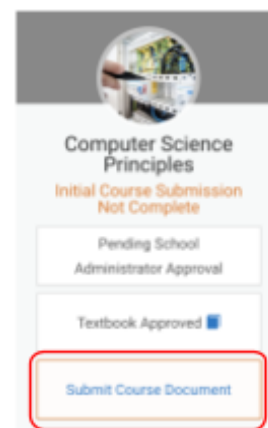 Computer Science
Principles
Initial Course Submission
Not Complete
Pending School
Administrator Approval
Textbook Approved
Submit Course Document